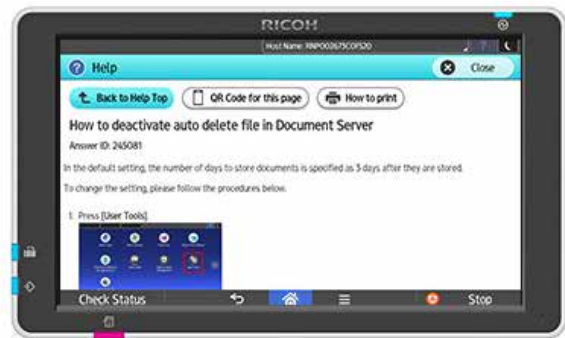 RICOH
Host Name: RNP002673C0F520
? Help
Close
Back to Help Top
QR Code for this page
How to print
How to deactivate auto delete file in Document Server
Answer ID: 245081
In the default setting, the number of days to store documents is specified as 3 days after they are stored.
To change the setting, please follow the procedures below.
1. Press [User Tools].
Check Status
Stop